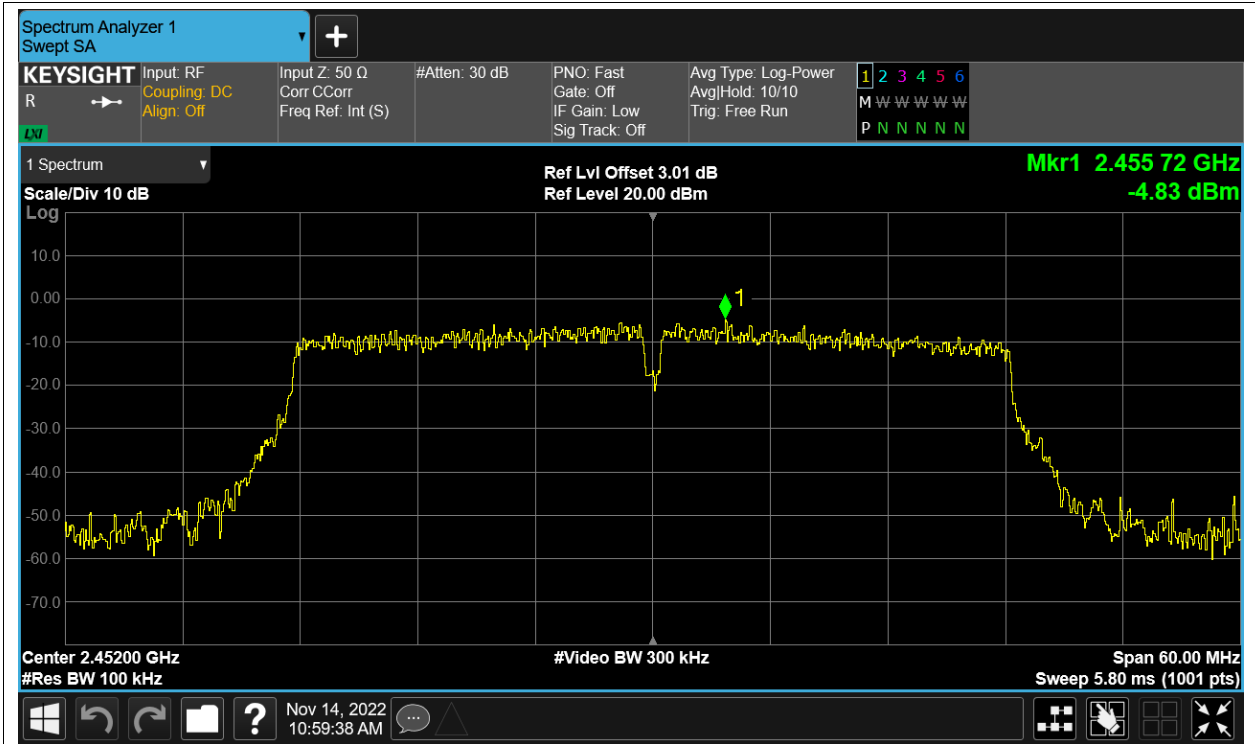 Spectrum Analyzer 1
Swept SA
KEYSIGHT
R
LXI
Input: RF
Coupling: DC
Align: Off
Input Z: 50 Ω
Corr CCorr
Freq Ref: Int (S)
#Atten: 30 dB
PNO: Fast
Gate: Off
IF Gain: Low
Sig Track: Off
Avg Type: Log-Power
Avg|Hold: 10/10
Trig: Free Run
1 2 3 4 5 6
M W W W W W W
P N N N N N
1 Spectrum
Scale/Div 10 dB
Log
Ref Lvl Offset 3.01 dB
Ref Level 20.00 dBm
Mkr1 2.455 72 GHz
-4.83 dBm
10.0
0.00
-10.0
-20.0
-30.0
-40.0
-50.0
-60.0
-70.0
1
Center 2.45200 GHz
#Res BW 100 kHz
#Video BW 300 kHz
Span 60.00 MHz
Sweep 5.80 ms (1001 pts)
?
Nov 14, 2022
10:59:38 AM